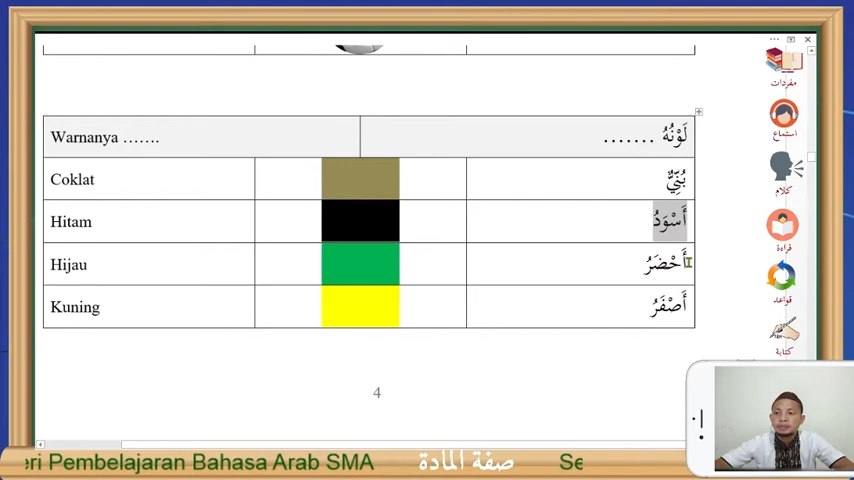 مفردات
استماع
كلام
قراءة
قواعد
كتابة
Warnanya ....... لَوْنُهُ .......
Coklat بُنِّيٌّ
Hitam أَسْوَدُ
Hijau أَحْضَرُ
Kuning أَصْفَرُ
4
eri Pembelajaran Bahasa Arab SMA صفة المادة Se